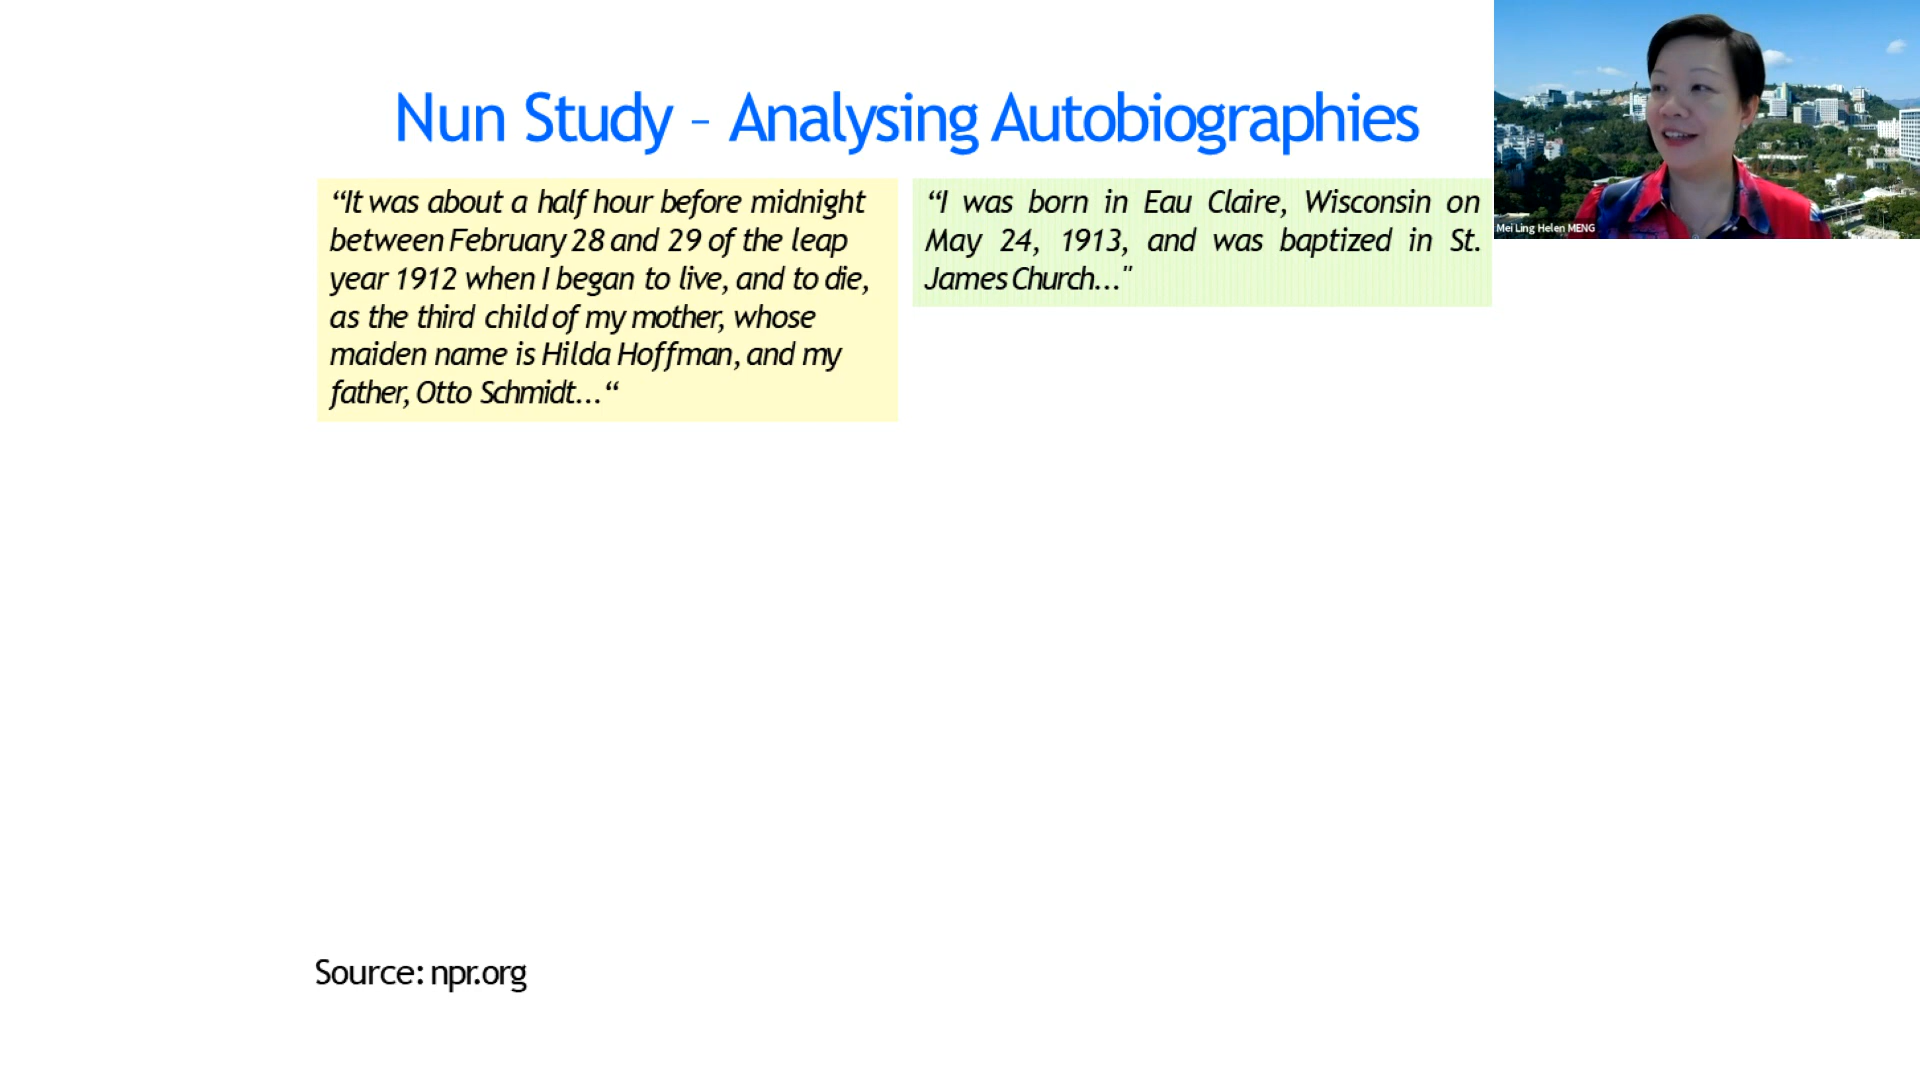 Nun Study – Analysing Autobiographies
“It was about a half hour before midnight
between February 28 and 29 of the leap
year 1912 when I began to live, and to die,
as the third child of my mother, whose
maiden name is Hilda Hoffman, and my
father, Otto Schmidt...“
“I was born in Eau Claire, Wisconsin on
May 24, 1913, and was baptized in St.
James Church..."
Mei Ling Helen MENG
Source: npr.org